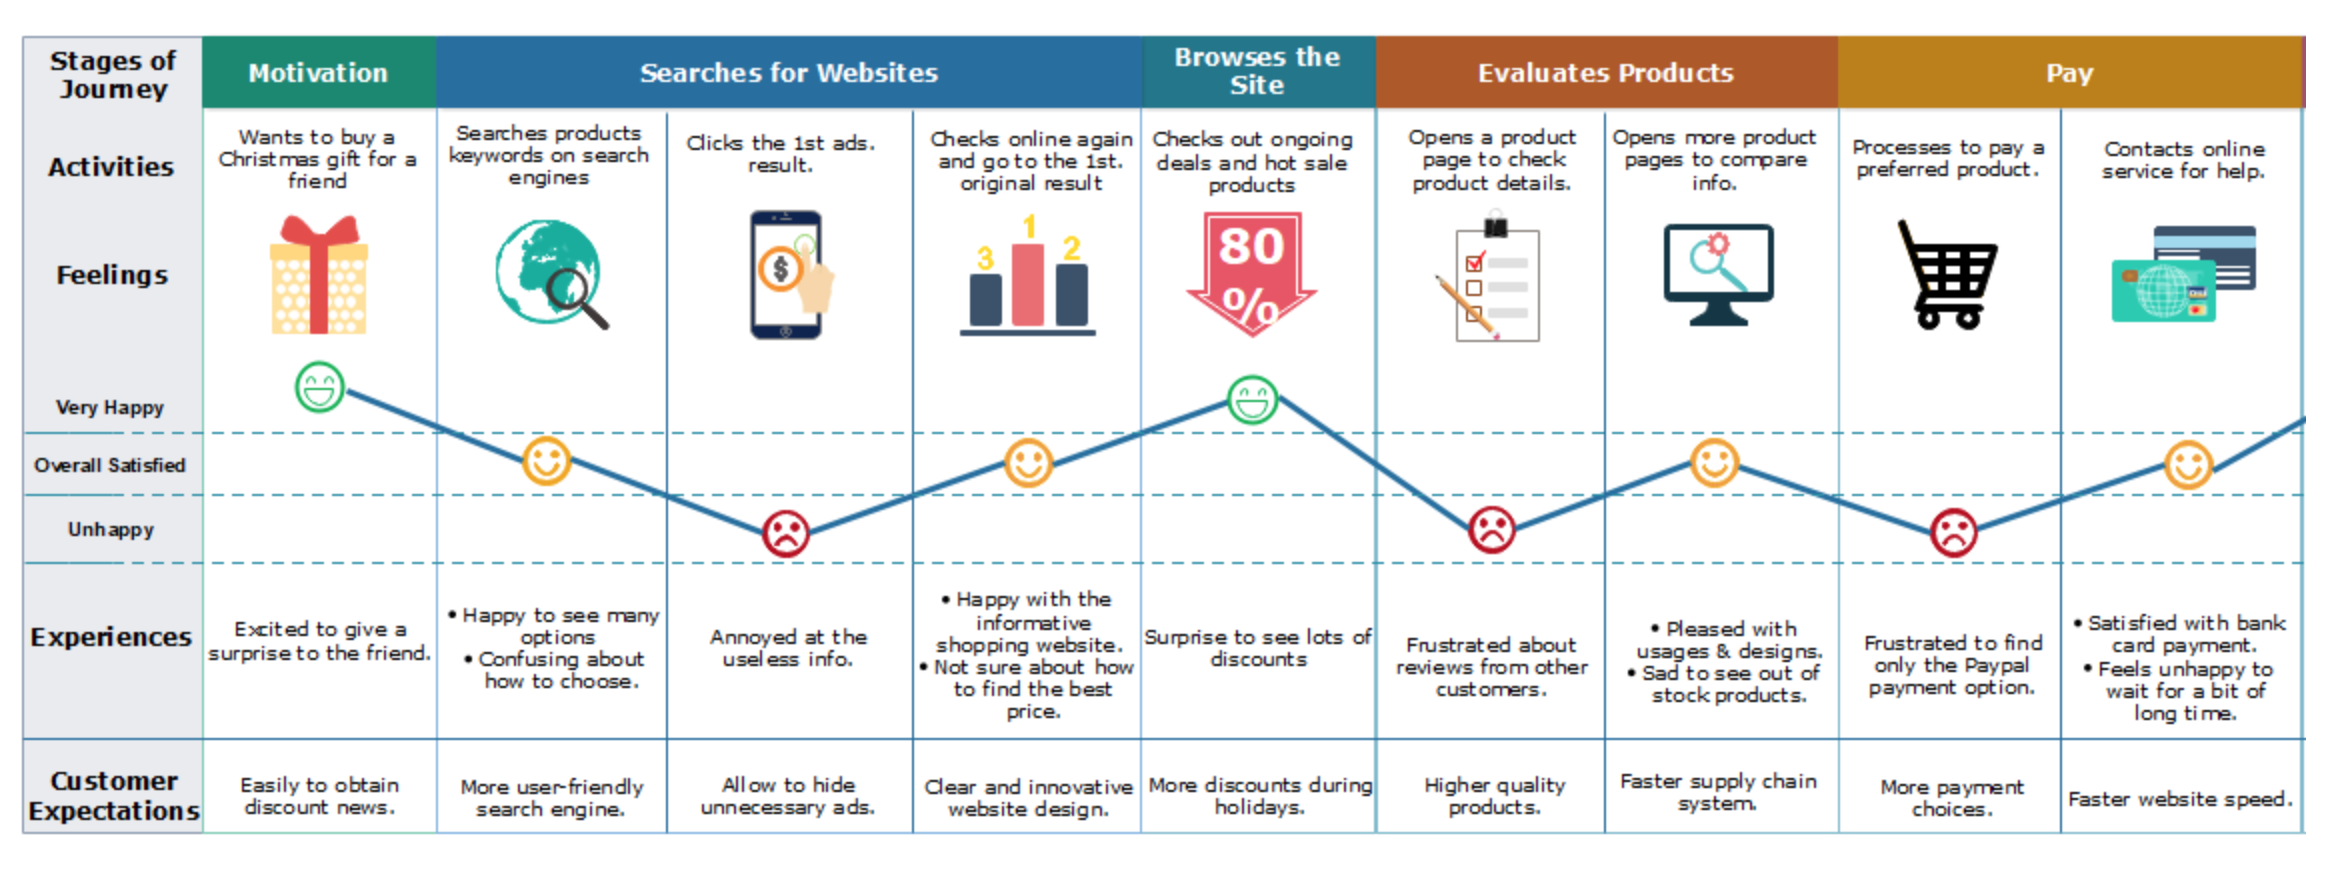 Stages of
Journey
Motivation
Searches for Websites
Browses the
Site
Evaluates Products
Pay
Activities
Wants to buy a
Christmas gift for a
friend
Searches products
keywords on search
engines
Clicks the 1st ads.
result.
Checks online again
and go to the 1st.
original result
Checks out ongoing
deals and hot sale
products
Opens a product
page to check
product details.
Opens more product
pages to compare
info.
Processes to pay a
preferred product.
Contacts online
service for help.
Feelings
$
3
1
2
80
%
Very Happy
Overall Satisfied
Unhappy
Experiences
Excited to give a
surprise to the friend.
• Happy to see many
options
• Confusing about
how to choose.
Annoyed at the
useless info.
• Happy with the
informative
shopping website.
• Not sure about how
to find the best
price.
Surprise to see lots of
discounts
Frustrated about
reviews from other
customers.
• Pleased with
usages & designs.
• Sad to see out of
stock products.
Frustrated to find
only the Paypal
payment option.
• Satisfied with bank
card payment.
• Feels unhappy to
wait for a bit of
long time.
Customer
Expectations
Easily to obtain
discount news.
More user-friendly
search engine.
Allow to hide
unnecessary ads.
Clear and innovative
website design.
More discounts during
holidays.
Higher quality
products.
Faster supply chain
system.
More payment
choices.
Faster website speed.